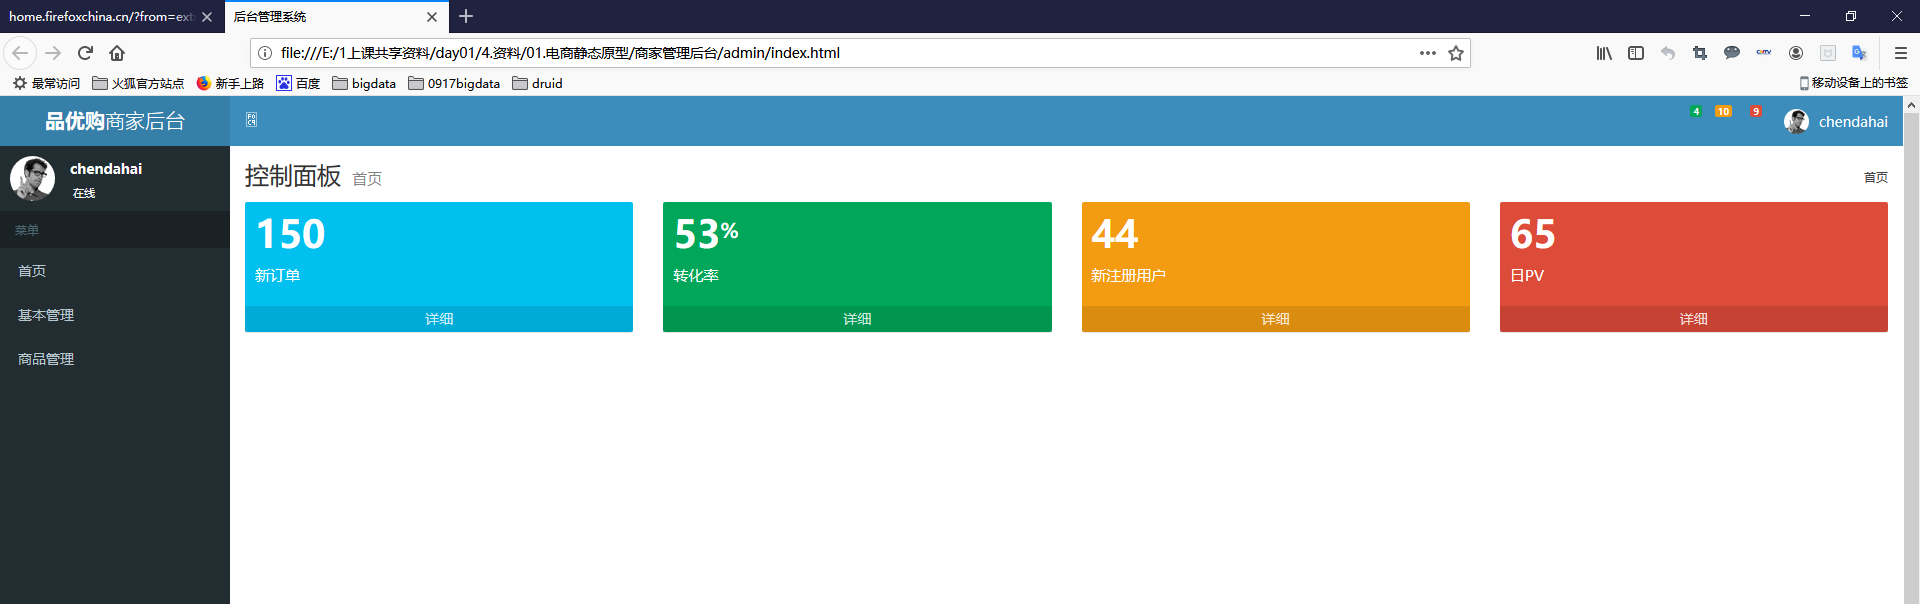 home.firefoxchina.cn/?from=ext
后台管理系统
file:///E:/1上课共享资料/day01/4.资料/01.电商静态原型/商家管理后台/admin/index.html
最常访问 火狐官方站点 新手上路 百度 bigdata 0917bigdata druid 移动设备上的书签
品优购商家后台 4 10 9 chendahai
chendahai
在线
菜单
首页
基本管理
商品管理
控制面板 首页 首页
150
新订单
详细
53%
转化率
详细
44
新注册用户
详细
65
日PV
详细